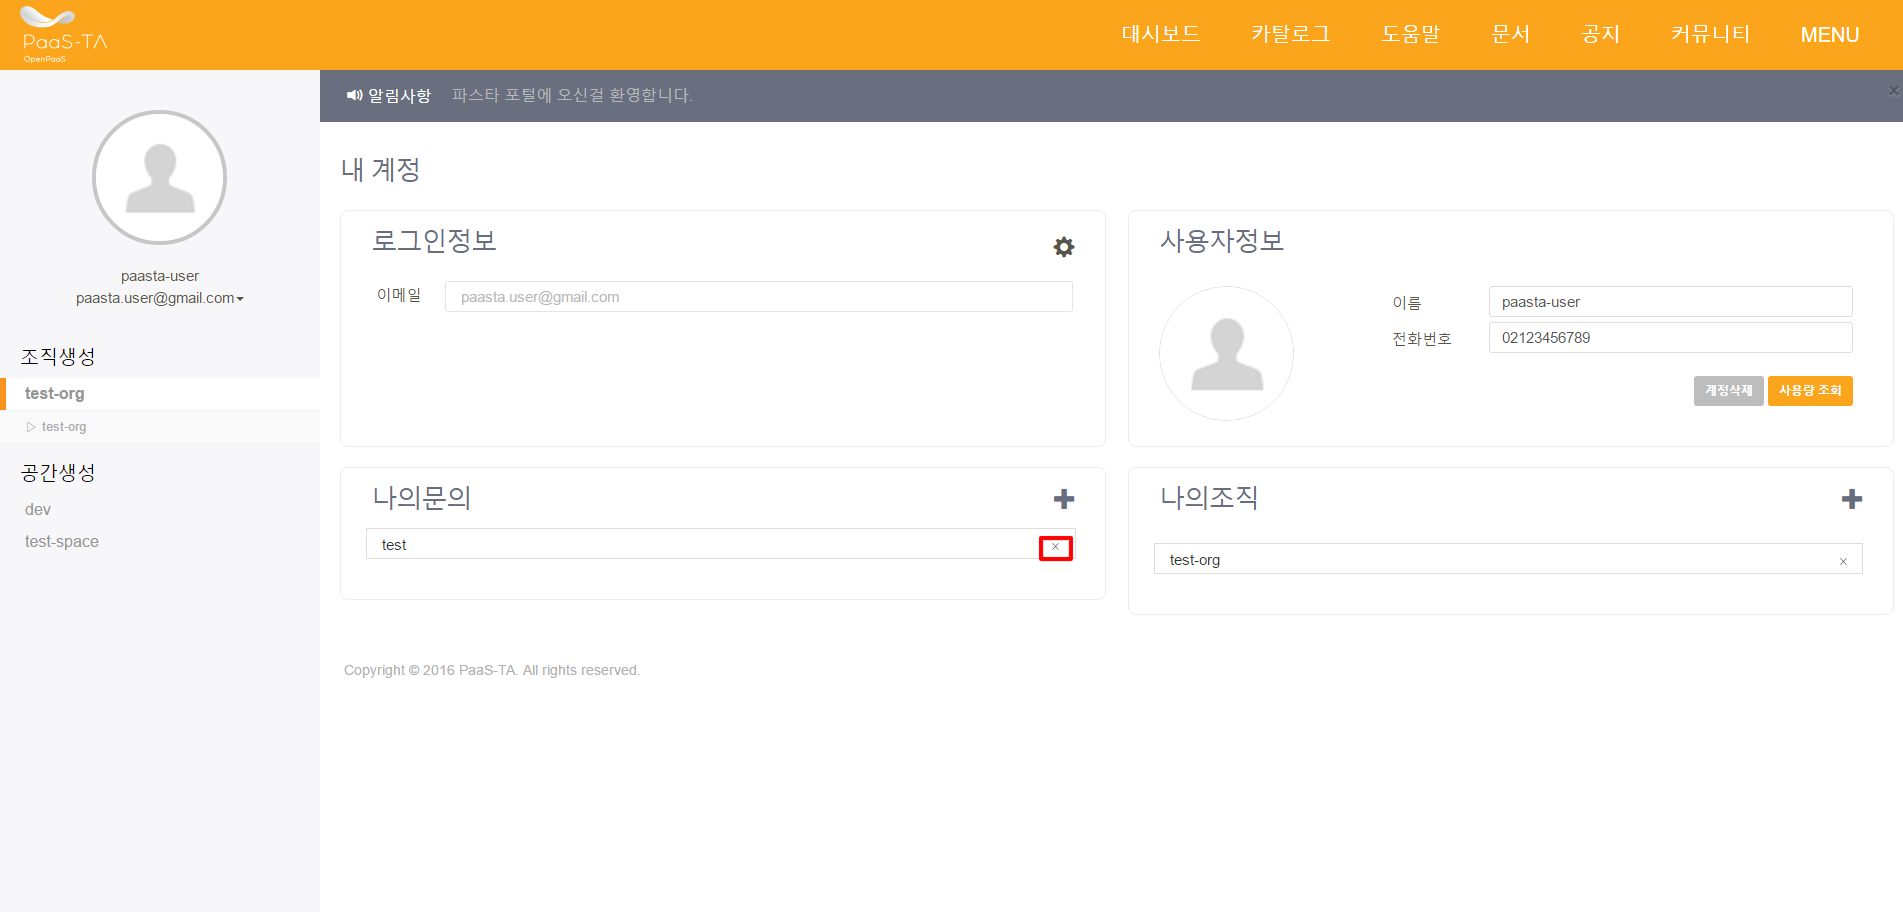 PaaS-TA
OpenPaaS
대시보드 카탈로그 도움말 문서 공지 커뮤니티 MENU
알림사항 파스타 포털에 오신걸 환영합니다.
paasta-user
paasta.user@gmail.com
조직생성
test-org
test-org
공간생성
dev
test-space
내 계정
로그인정보
이메일 paasta.user@gmail.com
사용자정보
이름 paasta-user
전화번호 02123456789
계정삭제 사용량 조회
나의문의
test
나의조직
test-org
Copyright © 2016 PaaS-TA. All rights reserved.